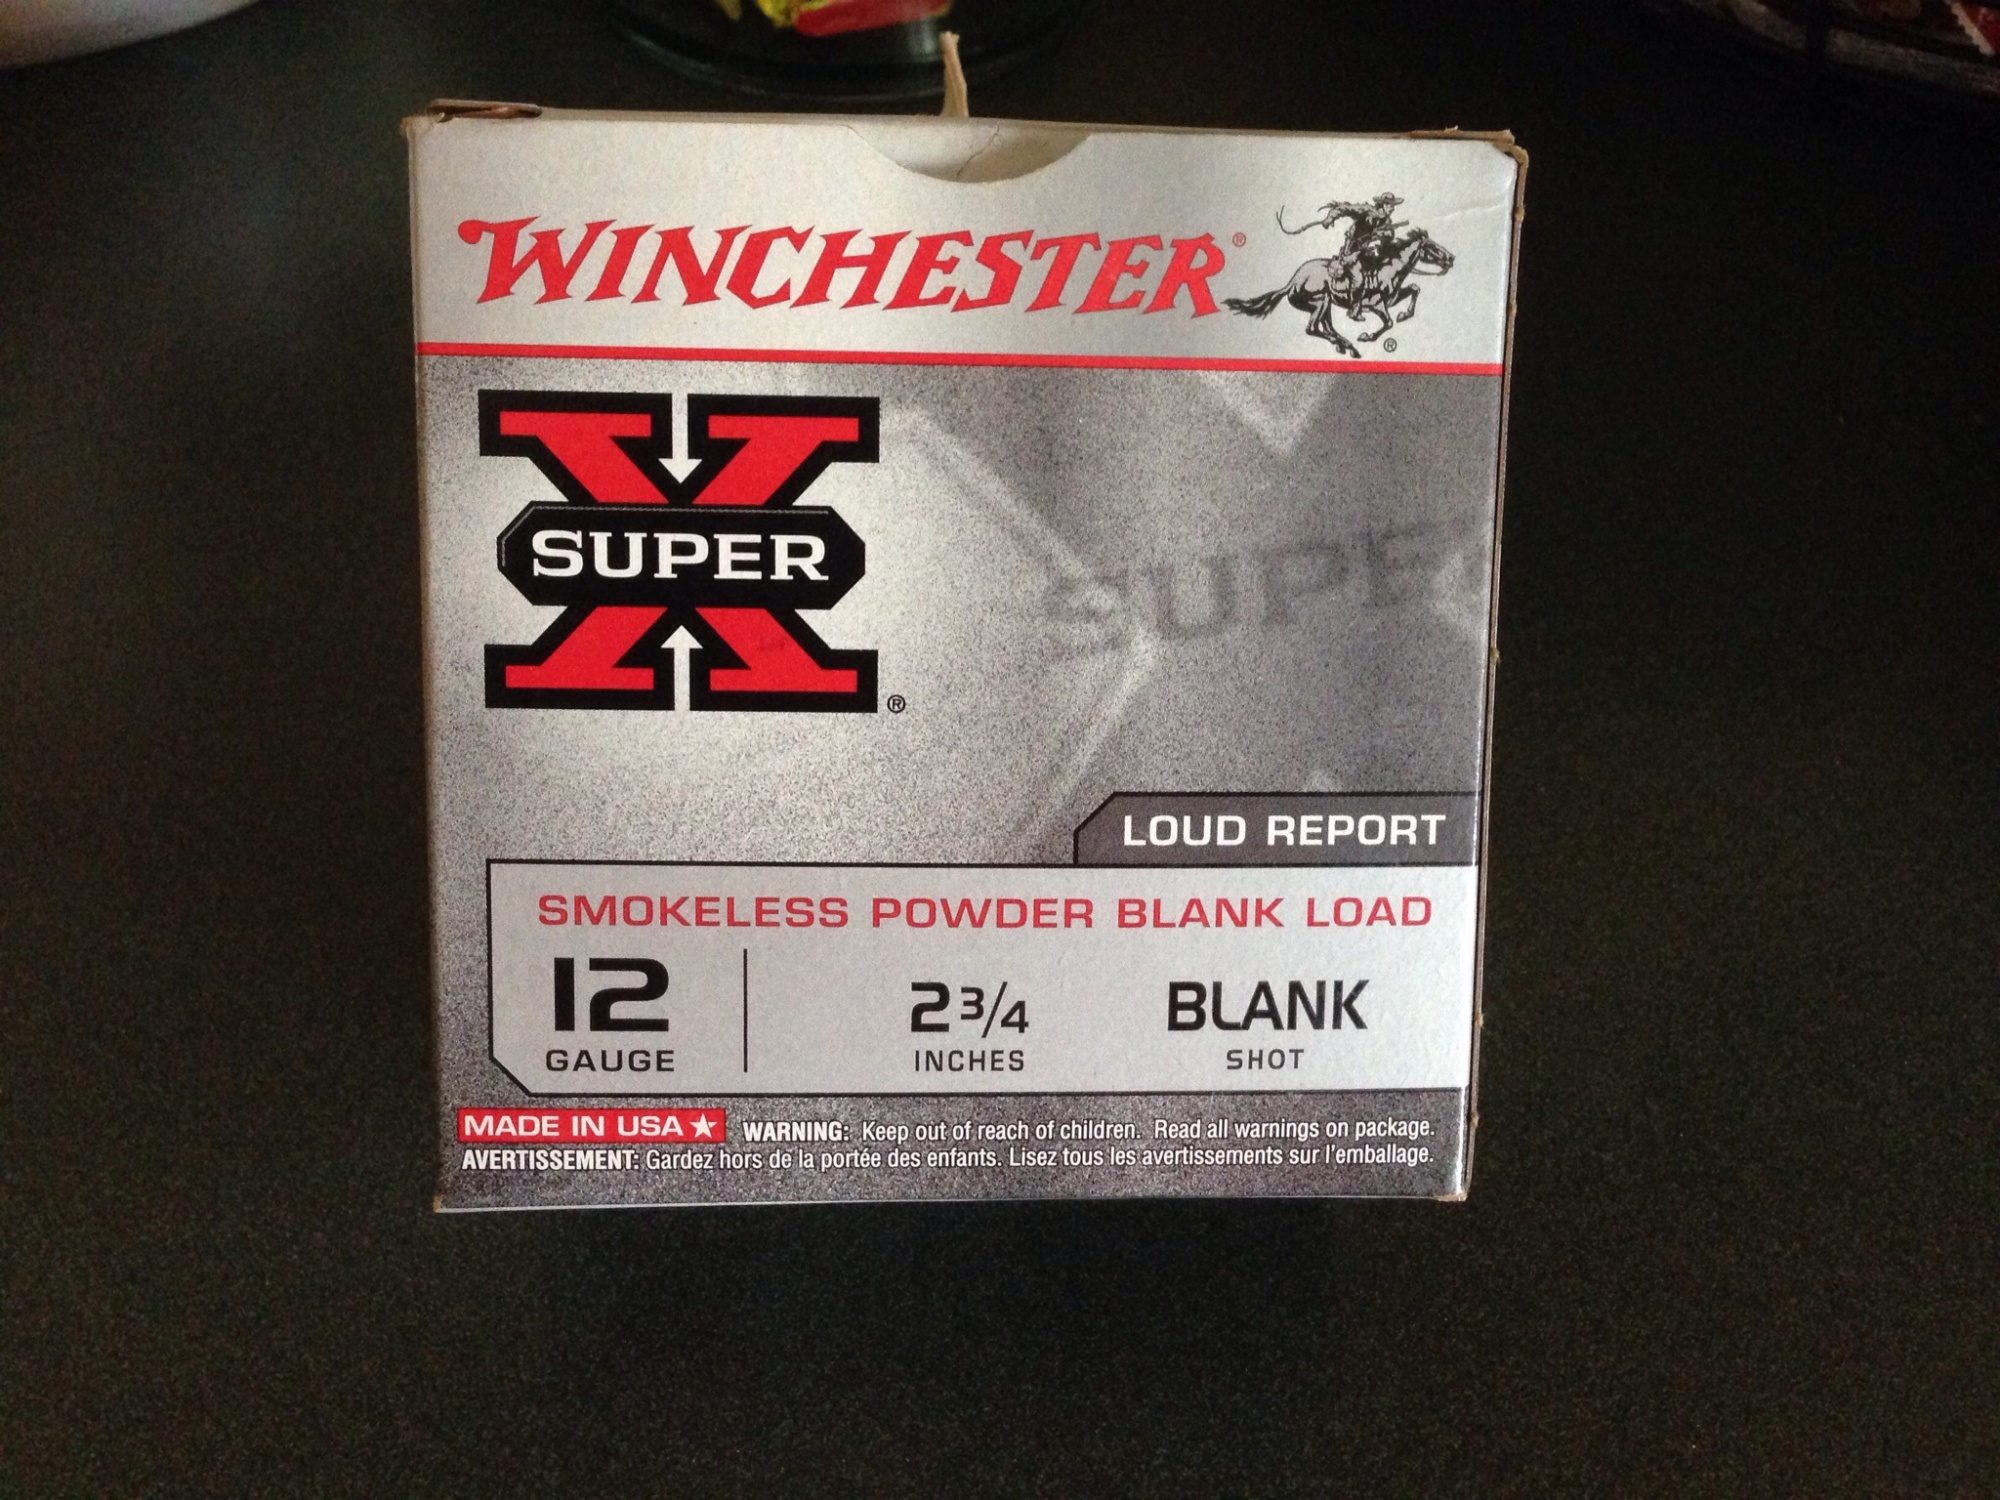 WINCHESTER®
®
X
SUPER
®
SUPER
LOUD REPORT
SMOKELESS POWDER BLANK LOAD
12 2 3/4 BLANK
GAUGE INCHES SHOT
MADE IN USA ★ WARNING: Keep out of reach of children. Read all warnings on package.
AVERTISSEMENT: Gardez hors de la portée des enfants. Lisez tous les avertissements sur l'emballage.